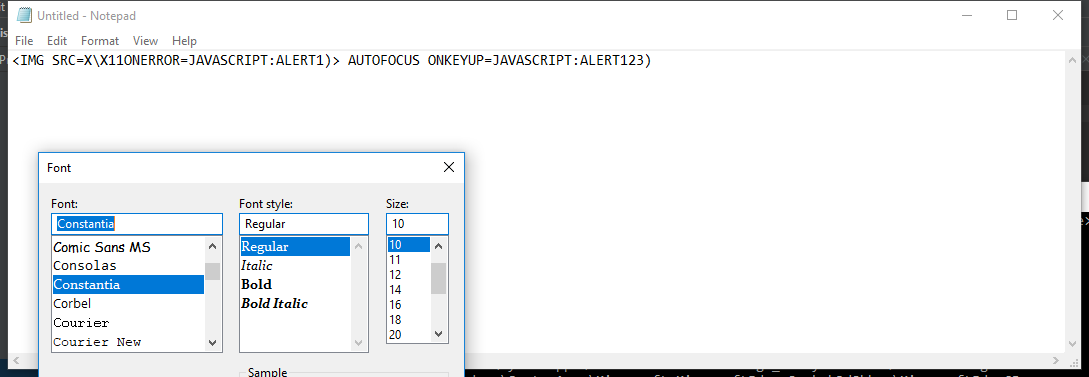 Untitled - Notepad
File Edit Format View Help
<IMG SRC=X\X11ONERROR=JAVASCRIPT:ALERT1)> AUTOFOCUS ONKEYUP=JAVASCRIPT:ALERT123)
Font
Font: Font style: Size:
Constantia Regular 10
Comic Sans MS Regular 10
Consolas Italic 11
Constantia Bold 12
Corbel Bold Italic 14
Courier 16
Courier New 18
20
Sample